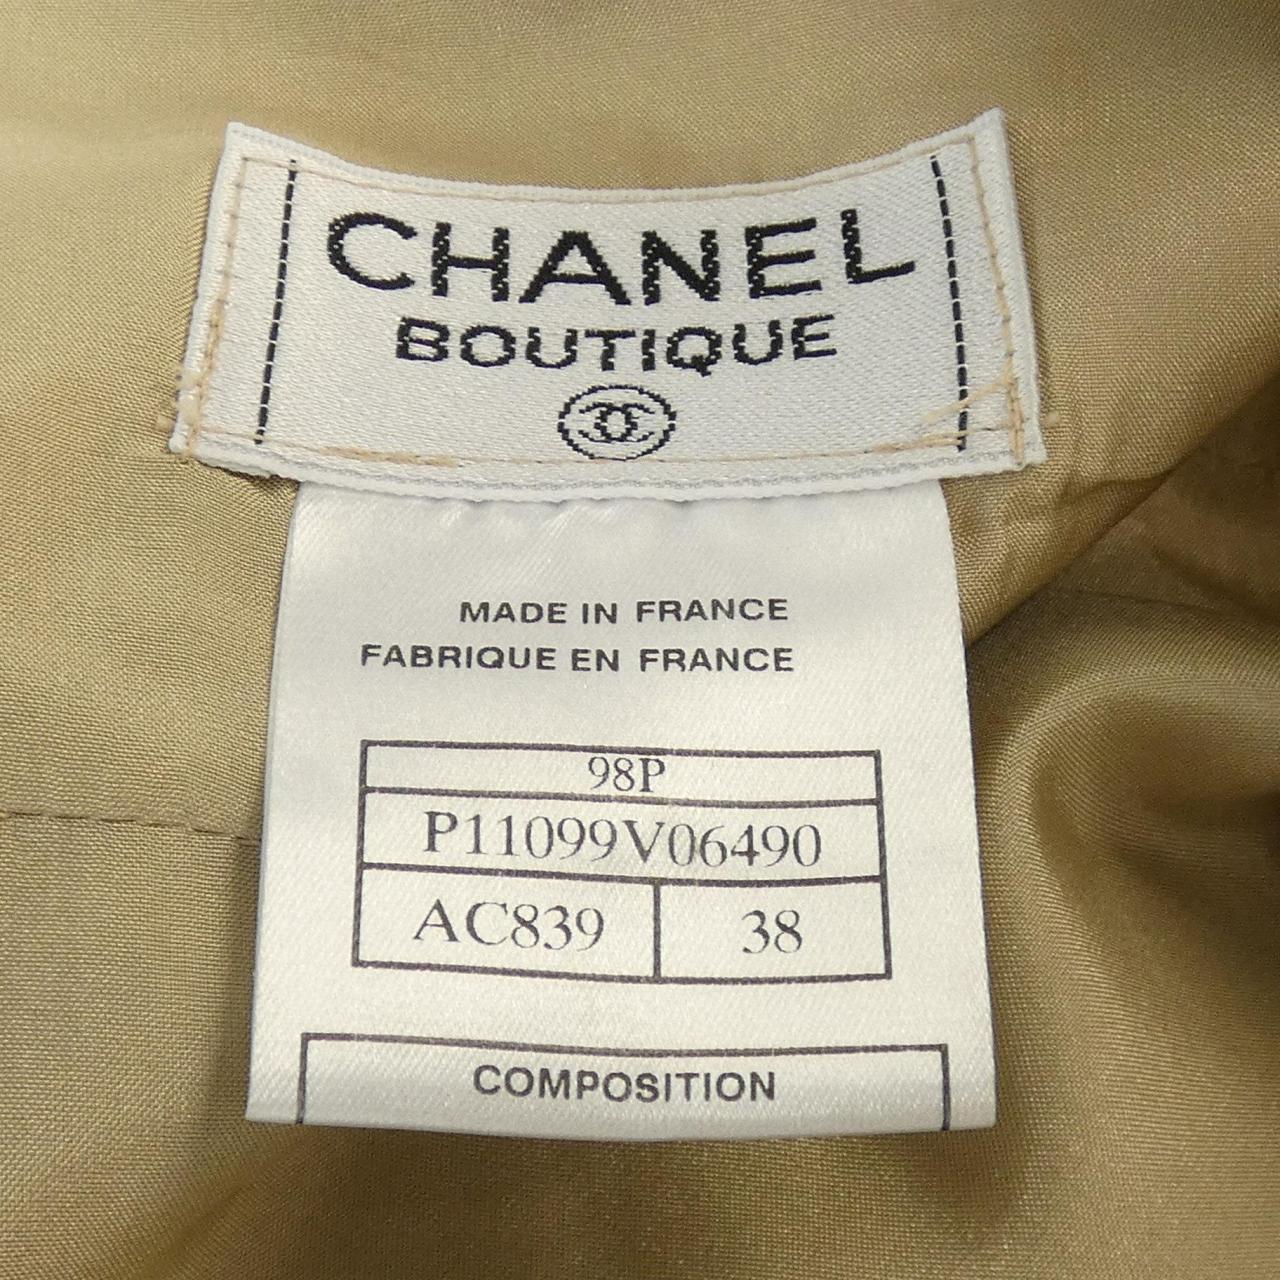 CHANEL
BOUTIQUE
MADE IN FRANCE
FABRIQUE EN FRANCE
98P
P11099V06490
AC839 38
COMPOSITION